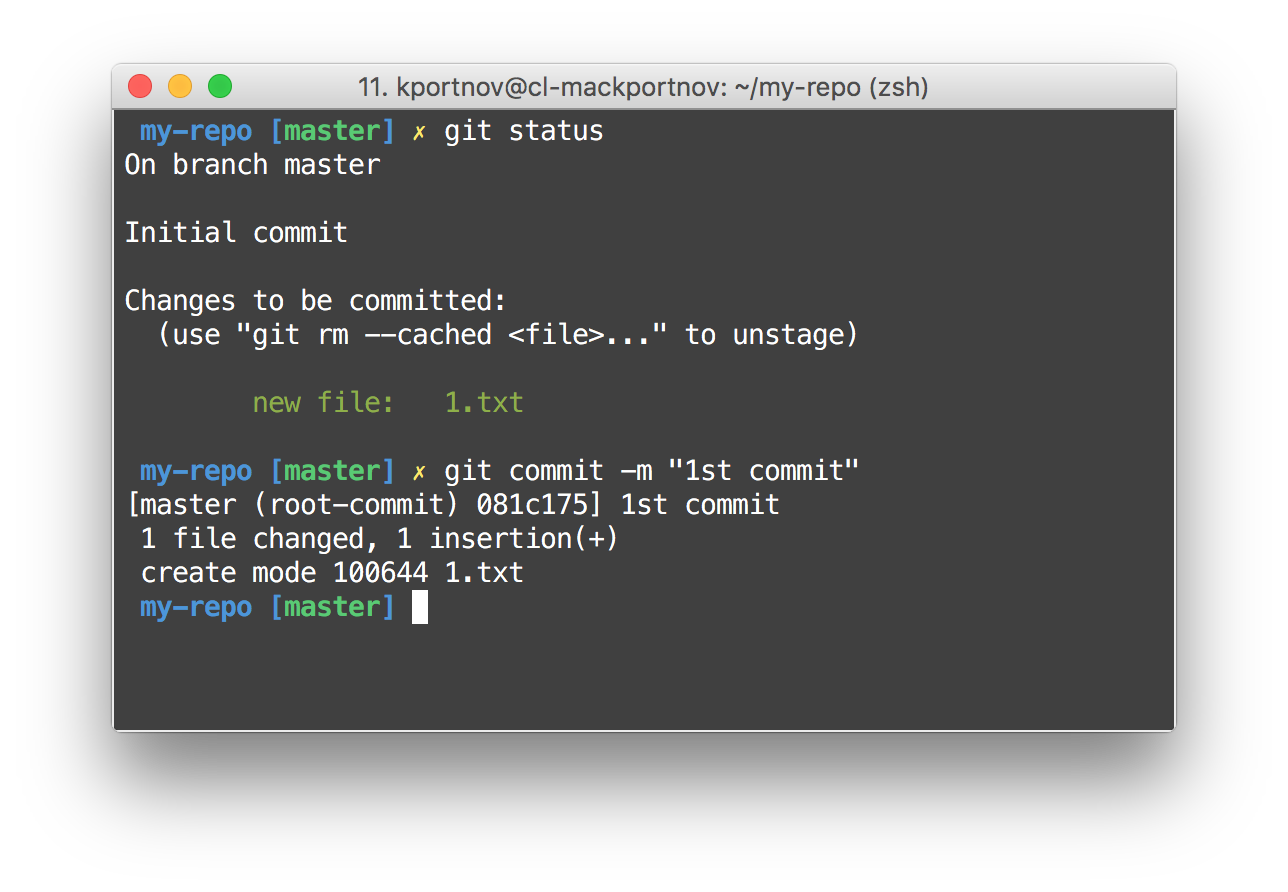 11. kportnov@cl-mackportnov: ~/my-repo (zsh)
my-repo [master] ✗ git status
On branch master
Initial commit
Changes to be committed:
(use "git rm --cached <file>..." to unstage)
new file: 1.txt
my-repo [master] ✗ git commit -m "1st commit"
[master (root-commit) 081c175] 1st commit
1 file changed, 1 insertion(+)
create mode 100644 1.txt
my-repo [master]